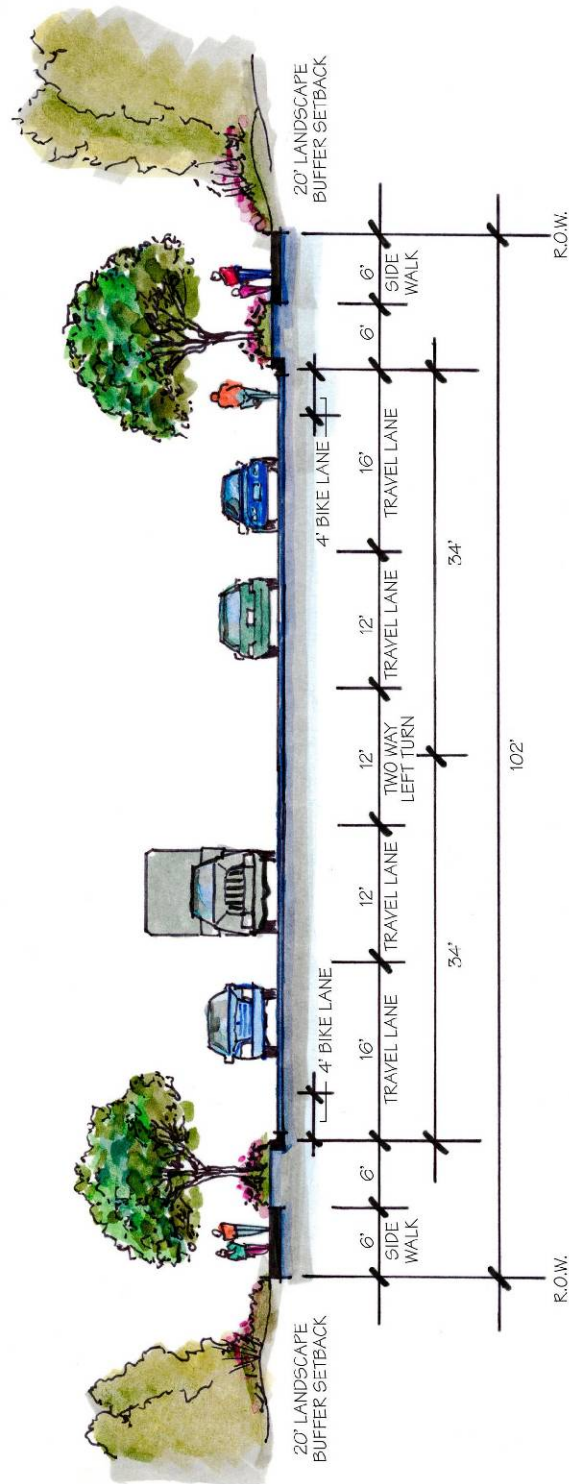 20' LANDSCAPE
BUFFER SETBACK
4' BIKE LANE
4' BIKE LANE
20' LANDSCAPE
BUFFER SETBACK
6'
SIDE
WALK
6'
16'
TRAVEL LANE
12'
TRAVEL LANE
12'
TWO WAY
LEFT TURN
12'
TRAVEL LANE
16'
TRAVEL LANE
6'
6'
SIDE
WALK
34'
34'
102'
R.O.W.
R.O.W.